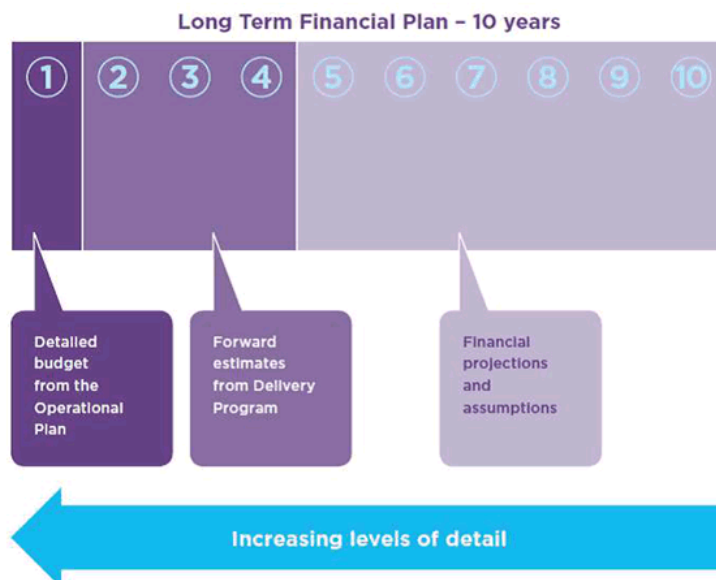 Long Term Financial Plan – 10 years
1 2 3 4 5 6 7 8 9 10
Detailed
budget
from the
Operational
Plan
Forward
estimates
from Delivery
Program
Financial
projections
and
assumptions
Increasing levels of detail